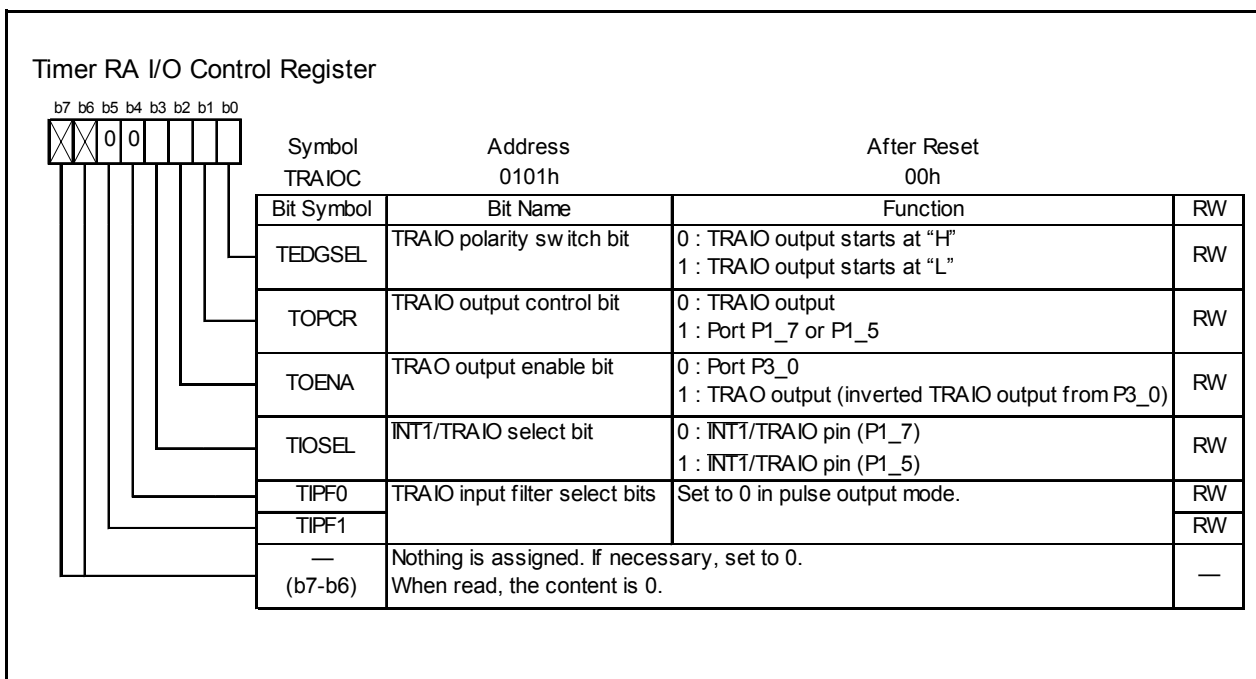 Timer RA I/O Control Register
b7 b6 b5 b4 b3 b2 b1 b0
0 0
Symbol Address After Reset
TRAIOC 0101h 00h
Bit Symbol Bit Name Function RW
TEDGSEL TRAIO polarity switch bit 0 : TRAIO output starts at “H” RW
1 : TRAIO output starts at “L”
TOPCR TRAIO output control bit 0 : TRAIO output RW
1 : Port P1_7 or P1_5
TOENA TRAO output enable bit 0 : Port P3_0 RW
1 : TRAO output (inverted TRAIO output from P3_0)
TIOSEL INT1/TRAIO select bit 0 : INT1/TRAIO pin (P1_7) RW
1 : INT1/TRAIO pin (P1_5)
TIPF0 TRAIO input filter select bits Set to 0 in pulse output mode. RW
TIPF1 RW
— Nothing is assigned. If necessary, set to 0. —
(b7-b6) When read, the content is 0.